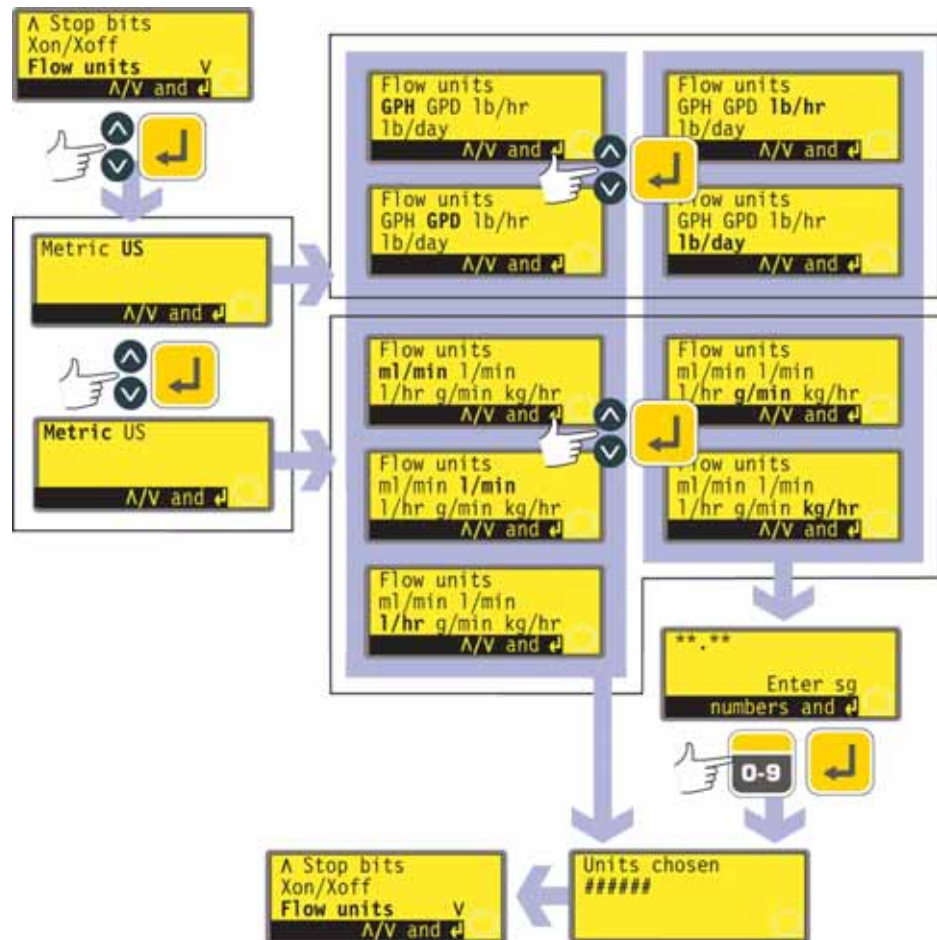 Λ Stop bits
Xon/Xoff
Flow units V
Λ/V and ↲
Metric US
Λ/V and ↲
Metric US
Λ/V and ↲
Flow units
GPH GPD lb/hr
lb/day
Λ/V and ↲
Flow units
GPH GPD lb/hr
lb/day
Λ/V and ↲
Flow units
GPH GPD lb/hr
lb/day
Λ/V and ↲
Flow units
GPH GPD lb/hr
lb/day
Λ/V and ↲
Flow units
ml/min l/min
l/hr g/min kg/hr
Λ/V and ↲
Flow units
ml/min l/min
l/hr g/min kg/hr
Λ/V and ↲
Flow units
ml/min l/min
l/hr g/min kg/hr
Λ/V and ↲
Flow units
ml/min l/min
l/hr g/min kg/hr
Λ/V and ↲
Flow units
ml/min l/min
l/hr g/min kg/hr
Λ/V and ↲
**.**
Enter sg
numbers and ↲
0-9
Units chosen
######
Λ Stop bits
Xon/Xoff
Flow units V
Λ/V and ↲